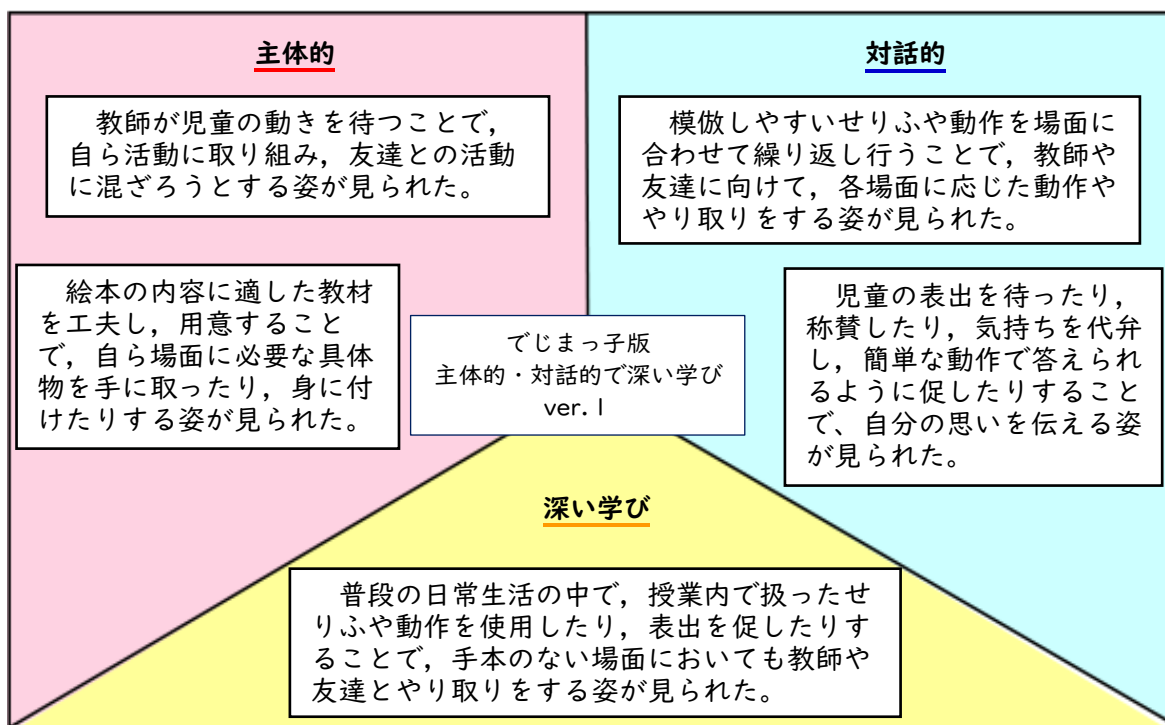 主体的
　教師が児童の動きを待つことで，
自ら活動に取り組み，友達との活動
に混ざろうとする姿が見られた。
　絵本の内容に適した教材
を工夫し，用意すること
で，自ら場面に必要な具体
物を手に取ったり，身に付
けたりする姿が見られた。
対話的
　模倣しやすいせりふや動作を場面に
合わせて繰り返し行うことで，教師や
友達に向けて，各場面に応じた動作や
やり取りをする姿が見られた。
　児童の表出を待ったり，
称賛したり，気持ちを代弁
し，簡単な動作で答えられ
るように促したりすること
で、自分の思いを伝える姿
が見られた。
でじまっ子版
主体的・対話的で深い学び
ver.1
深い学び
　普段の日常生活の中で，授業内で扱ったせ
りふや動作を使用したり，表出を促したりす
ることで，手本のない場面においても教師や
友達とやり取りをする姿が見られた。